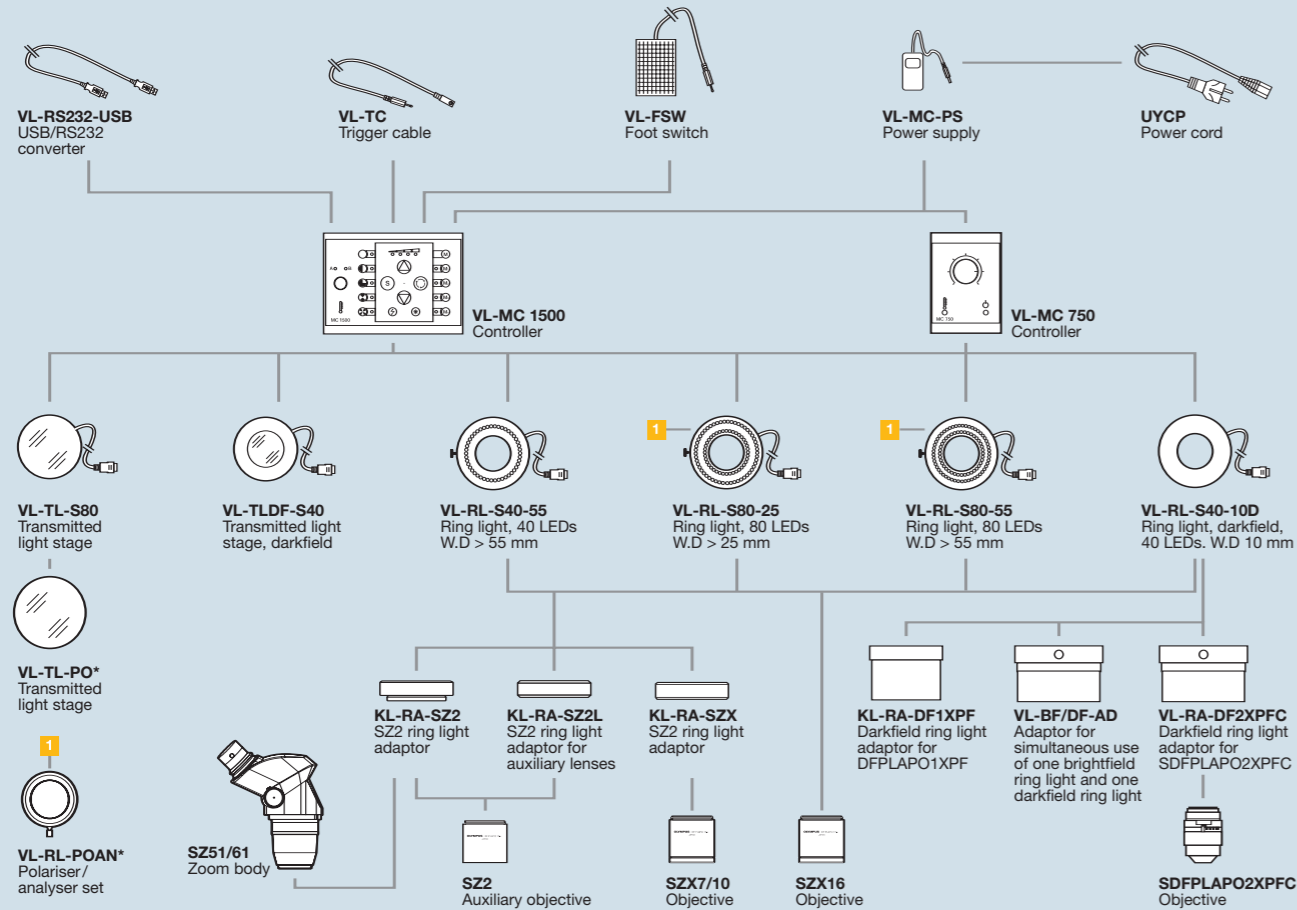 VL-RS232-USB
USB/RS232
converter
VL-TC
Trigger cable
VL-FSW
Foot switch
VL-MC-PS
Power supply
UYCP
Power cord
A
B
S
M
M
M
M
M
MC 1500
VL-MC 1500
Controller
MC 750
VL-MC 750
Controller
VL-TL-S80
Transmitted
light stage
VL-TLDF-S40
Transmitted light
stage, darkfield
VL-RL-S40-55
Ring light, 40 LEDs
W.D > 55 mm
1
VL-RL-S80-25
Ring light, 80 LEDs
W.D > 25 mm
1
VL-RL-S80-55
Ring light, 80 LEDs
W.D > 55 mm
VL-RL-S40-10D
Ring light, darkfield,
40 LEDs. W.D 10 mm
VL-TL-PO*
Transmitted
light stage
1
VL-RL-POAN*
Polariser/
analyser set
SZ51/61
Zoom body
KL-RA-SZ2
SZ2 ring light
adaptor
KL-RA-SZ2L
SZ2 ring light
adaptor for
auxiliary lenses
KL-RA-SZX
SZ2 ring light
adaptor
KL-RA-DF1XPF
Darkfield ring light
adaptor for
DFPLAPO1XPF
VL-BF/DF-AD
Adaptor for
simultaneous use
of one brightfield
ring light and one
darkfield ring light
VL-RA-DF2XPFC
Darkfield ring light
adaptor for
SDFPLAPO2XPFC
SZ2
Auxiliary objective
OLYMPUS
SZX7/10
Objective
OLYMPUS
SZX16
Objective
SDFPLAPO2XPFC
Objective